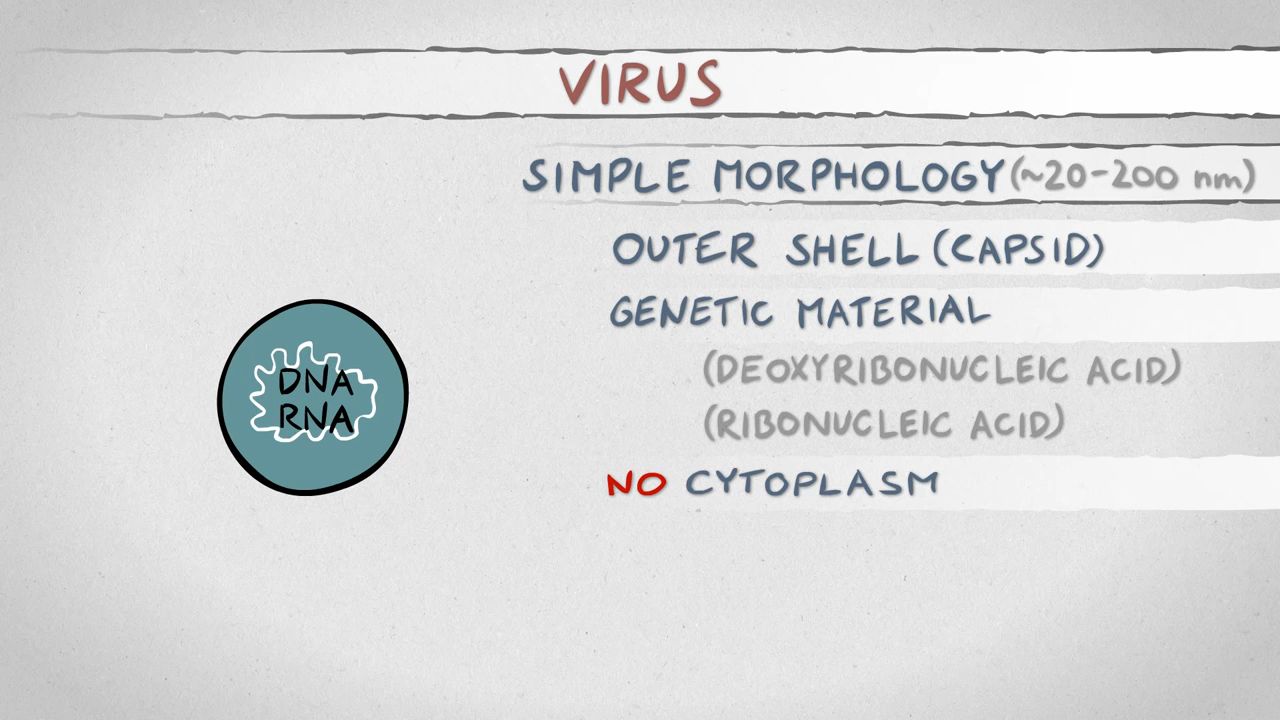 VIRUS
SIMPLE MORPHOLOGY (~20-200 nm)
OUTER SHELL (CAPSID)
GENETIC MATERIAL
(DEOXYRIBONUCLEIC ACID)
(RIBONUCLEIC ACID)
NO CYTOPLASM
DNA
RNA